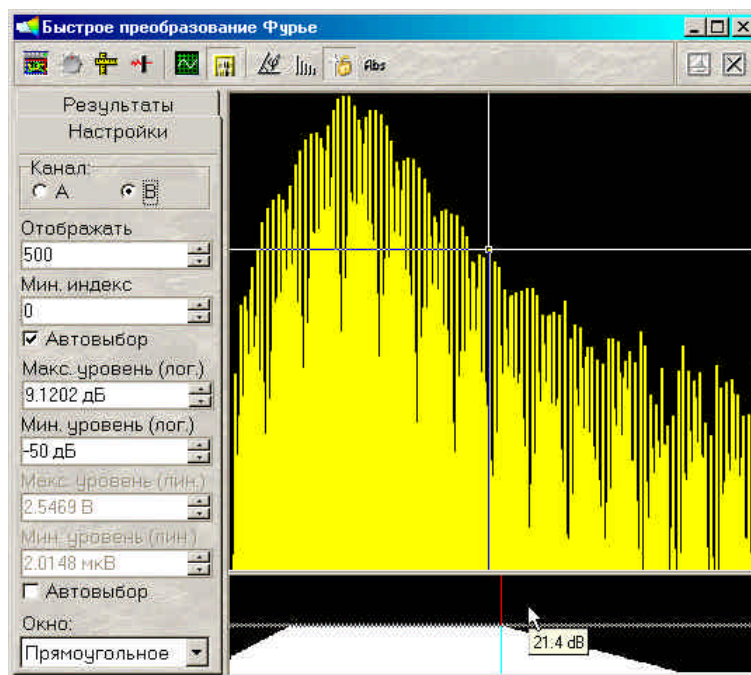 Быстрое преобразование Фурье
Abs
Результаты
Настройки
Канал:
A B
Отображать
500
Мин. индекс
0
Автовыбор
Макс. уровень (лог.)
9.1202 дБ
Мин. уровень (лог.)
-50 дБ
Макс. уровень (лин.)
2.5469 В
Мин. уровень (лин.)
2.0148 мкВ
Автовыбор
Окно:
Прямоугольное
21.4 dB